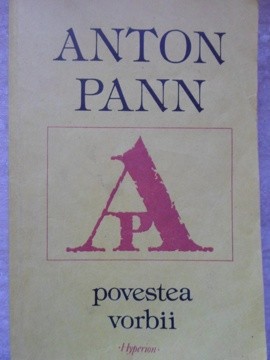 ANTON
PANN
AP
povestea
vorbii
·Hyperion·